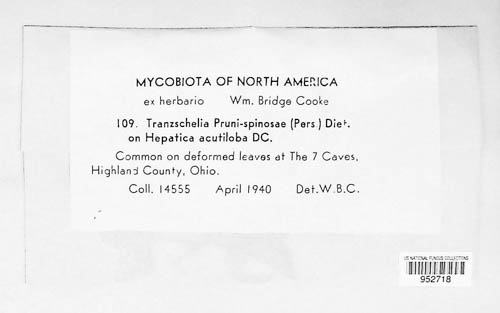 MYCOBIOTA OF NORTH AMERICA
ex herbario Wm. Bridge Cooke
109. Tranzschelia Pruni-spinosae (Pers.) Diet.
on Hepatica acutiloba DC.
Common on deformed leaves at The 7 Caves,
Highland County, Ohio.
Coll. 14555 April 1940 Det. W.B.C.
US NATIONAL FUNGUS COLLECTIONS
952718